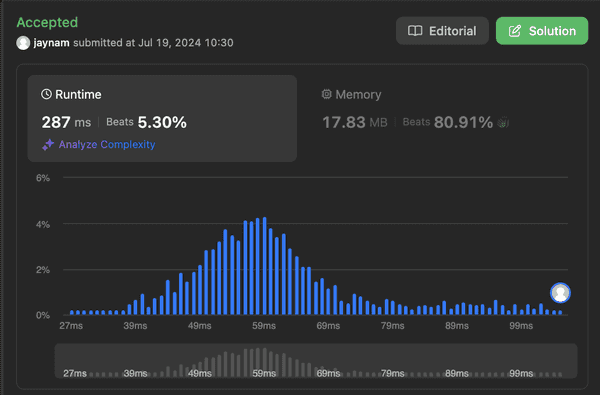 Accepted
Editorial
Solution
jaynam submitted at Jul 19, 2024 10:30
Runtime
Memory
287 ms Beats 5.30%
17.83 MB Beats 80.91%
Analyze Complexity
6%
4%
2%
0%
27ms 39ms 49ms 59ms 69ms 79ms 89ms 99ms
27ms 39ms 49ms 59ms 69ms 79ms 89ms 99ms